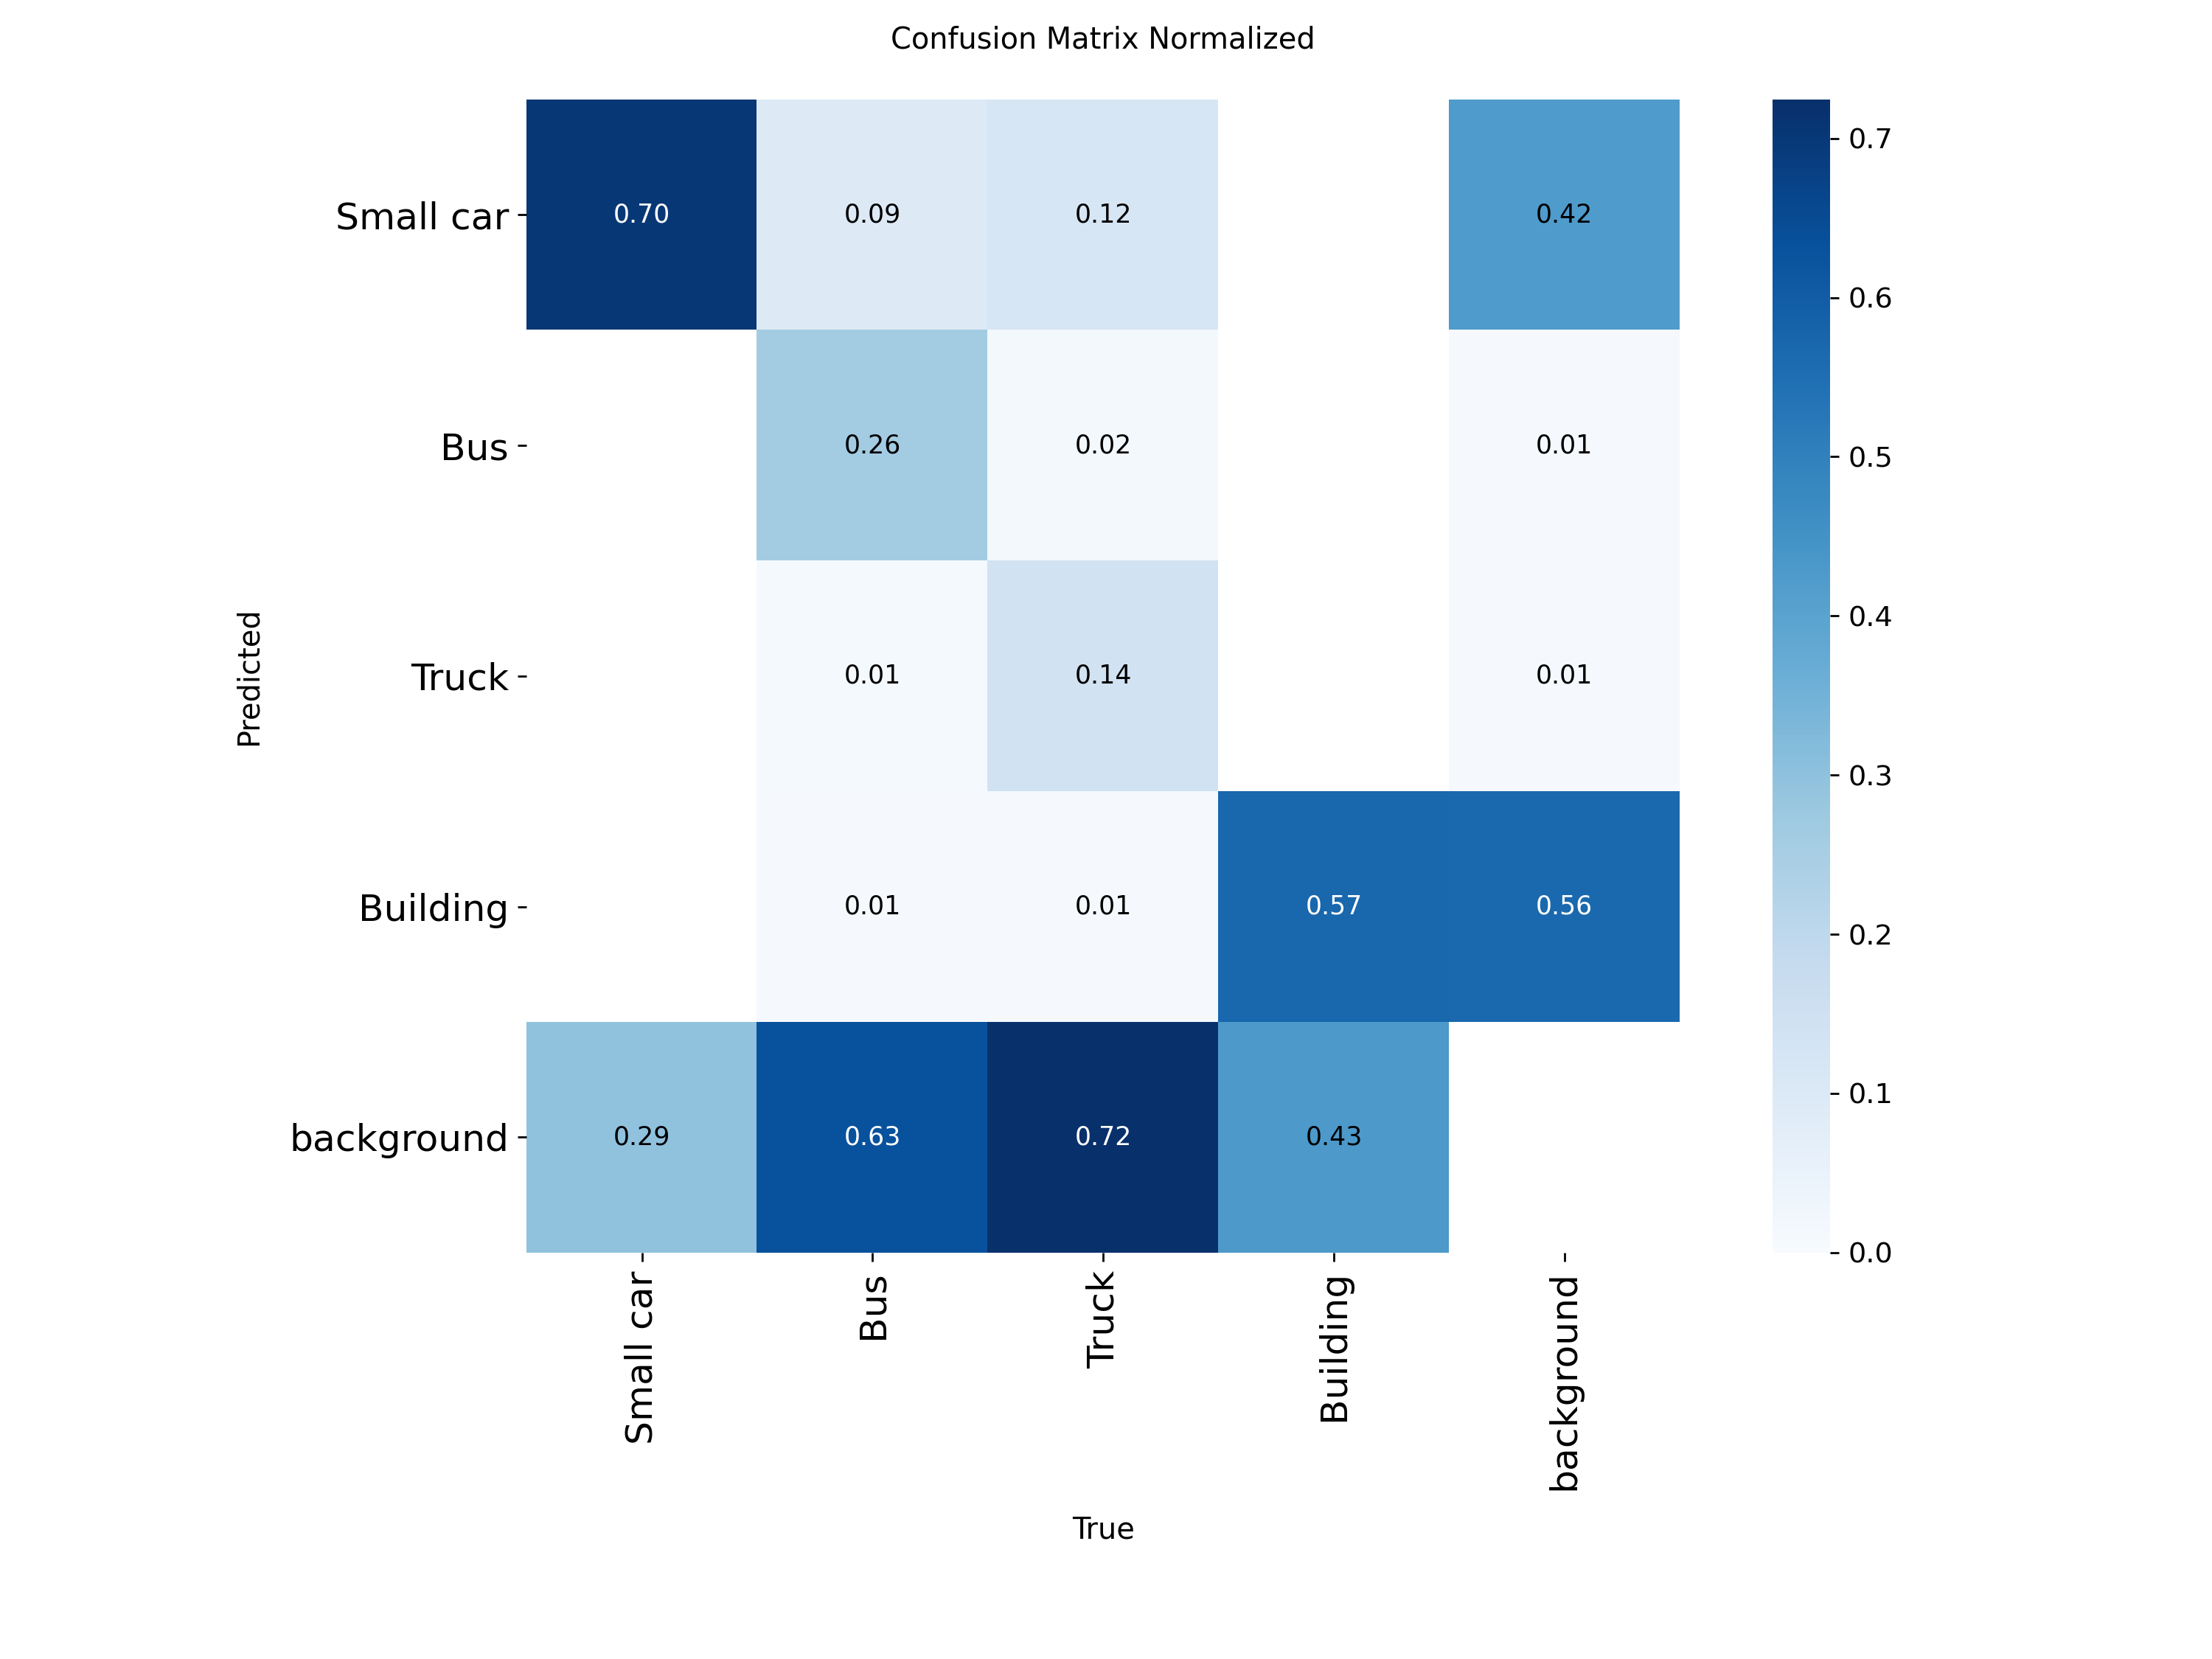 Confusion Matrix Normalized
Predicted
Small car 0.70 0.09 0.12 0.42
Bus 0.26 0.02 0.01
Truck 0.01 0.14 0.01
Building 0.01 0.01 0.57 0.56
background 0.29 0.63 0.72 0.43
Small car Bus Truck Building background
True
0.7
0.6
0.5
0.4
0.3
0.2
0.1
0.0